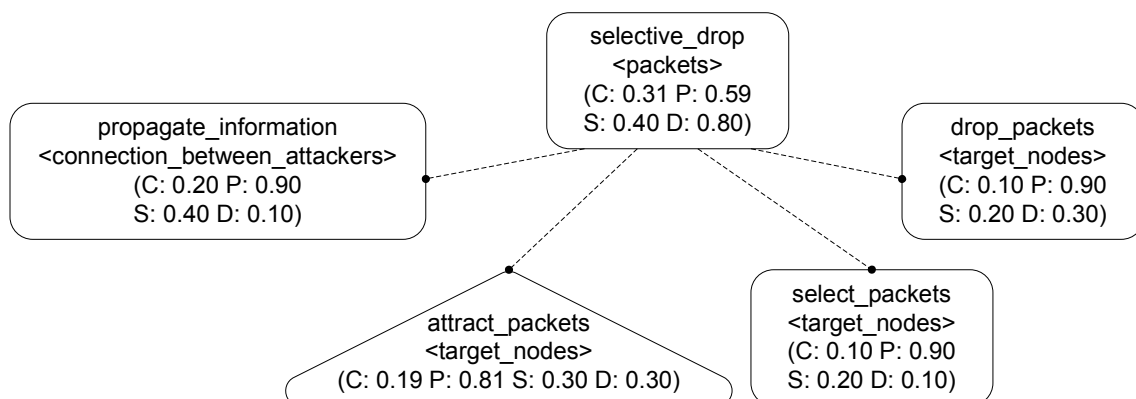 selective_drop
<packets>
(C: 0.31 P: 0.59
S: 0.40 D: 0.80)
propagate_information
<connection_between_attackers>
(C: 0.20 P: 0.90
S: 0.40 D: 0.10)
drop_packets
<target_nodes>
(C: 0.10 P: 0.90
S: 0.20 D: 0.30)
attract_packets
<target_nodes>
(C: 0.19 P: 0.81 S: 0.30 D: 0.30)
select_packets
<target_nodes>
(C: 0.10 P: 0.90
S: 0.20 D: 0.10)